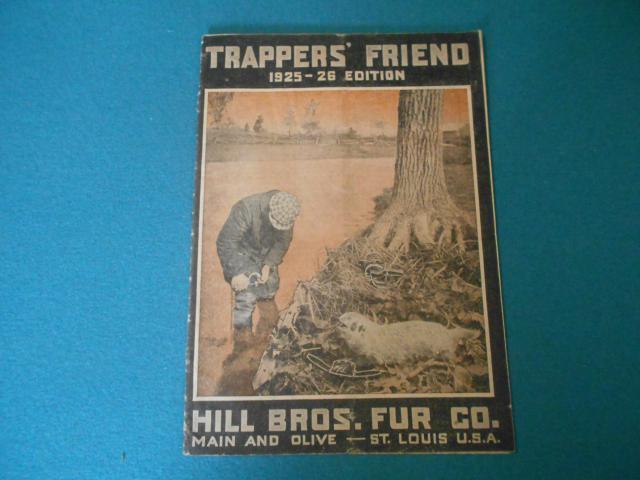 TRAPPERS' FRIEND
1925-26 EDITION
HILL BROS. FUR CO.
MAIN AND OLIVE — ST. LOUIS U.S.A.